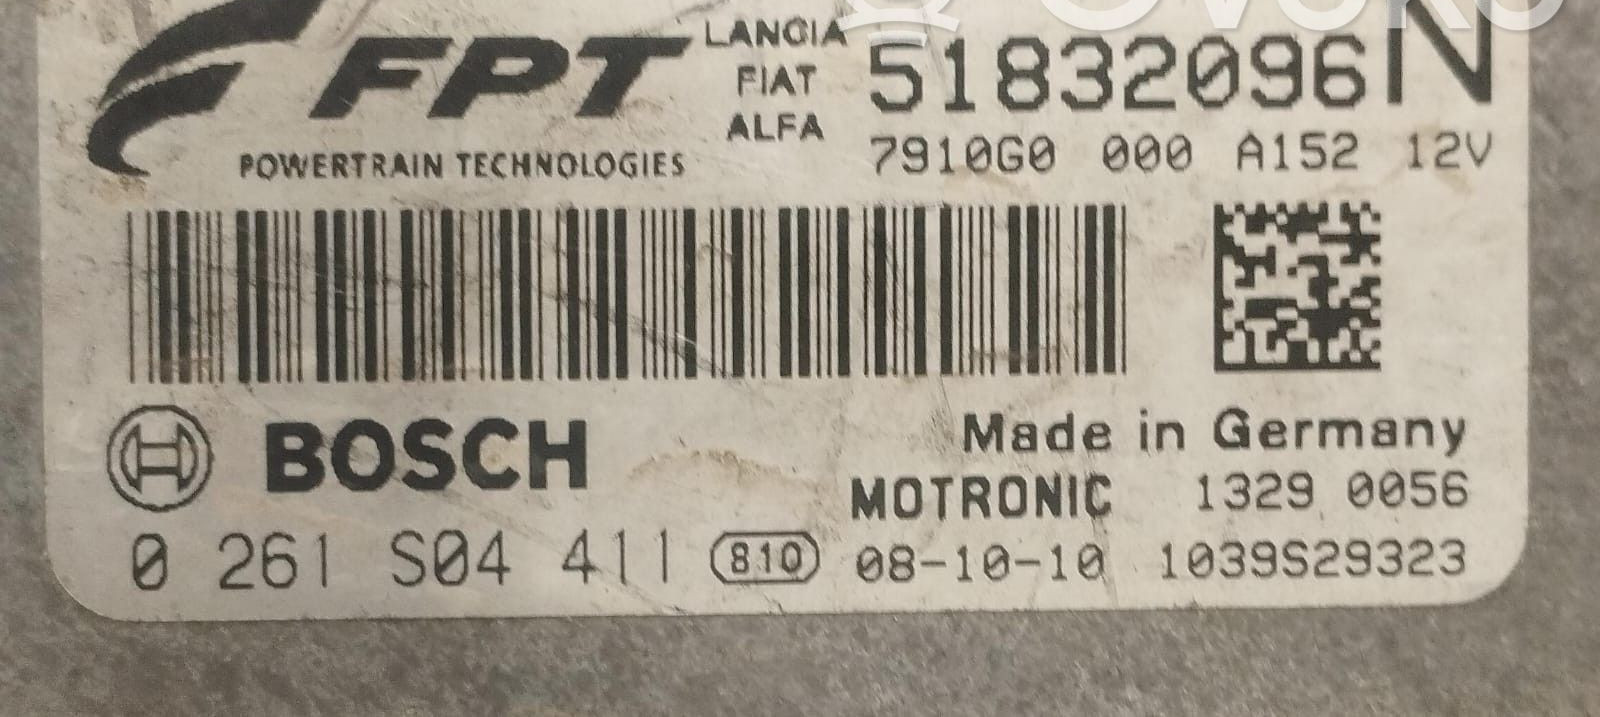 FPT
POWERTRAIN TECHNOLOGIES
LANCIA
FIAT
ALFA
51832096 N
7910G0 000 A152 12V
BOSCH
Made in Germany
MOTRONIC 1329 0056
0 261 S04 411 810 08-10-10 1039S29323